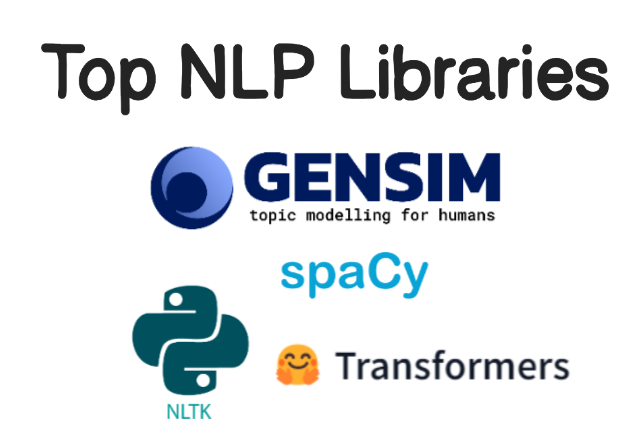 Top NLP Libraries
GENSIM
topic modelling for humans
spaCy
NLTK
Transformers